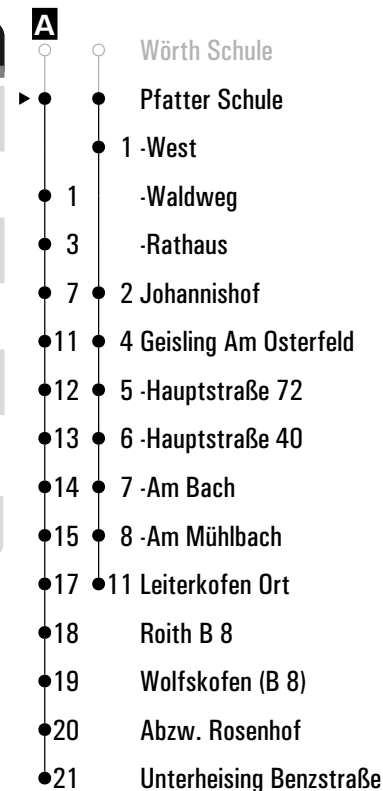 A
Wörth Schule
Pfatter Schule
1 -West
1 -Waldweg
3 -Rathaus
7 2 Johannishof
11 4 Geisling Am Osterfeld
12 5 -Hauptstraße 72
13 6 -Hauptstraße 40
14 7 -Am Bach
15 8 -Am Mühlbach
17 11 Leiterkofen Ort
18 Roith B 8
19 Wolfskofen (B 8)
20 Abzw. Rosenhof
21 Unterheising Benzstraße